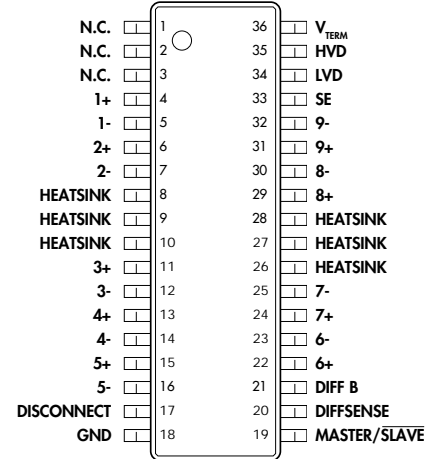 N.C. 1 36 VTERM
N.C. 2 35 HVD
N.C. 3 34 LVD
1+ 4 33 SE
1- 5 32 9-
2+ 6 31 9+
2- 7 30 8-
HEATSINK 8 29 8+
HEATSINK 9 28 HEATSINK
HEATSINK 10 27 HEATSINK
3+ 11 26 HEATSINK
3- 12 25 7-
4+ 13 24 7+
4- 14 23 6-
5+ 15 22 6+
5- 16 21 DIFF B
DISCONNECT 17 20 DIFFSENSE
GND 18 19 MASTER/SLAVE